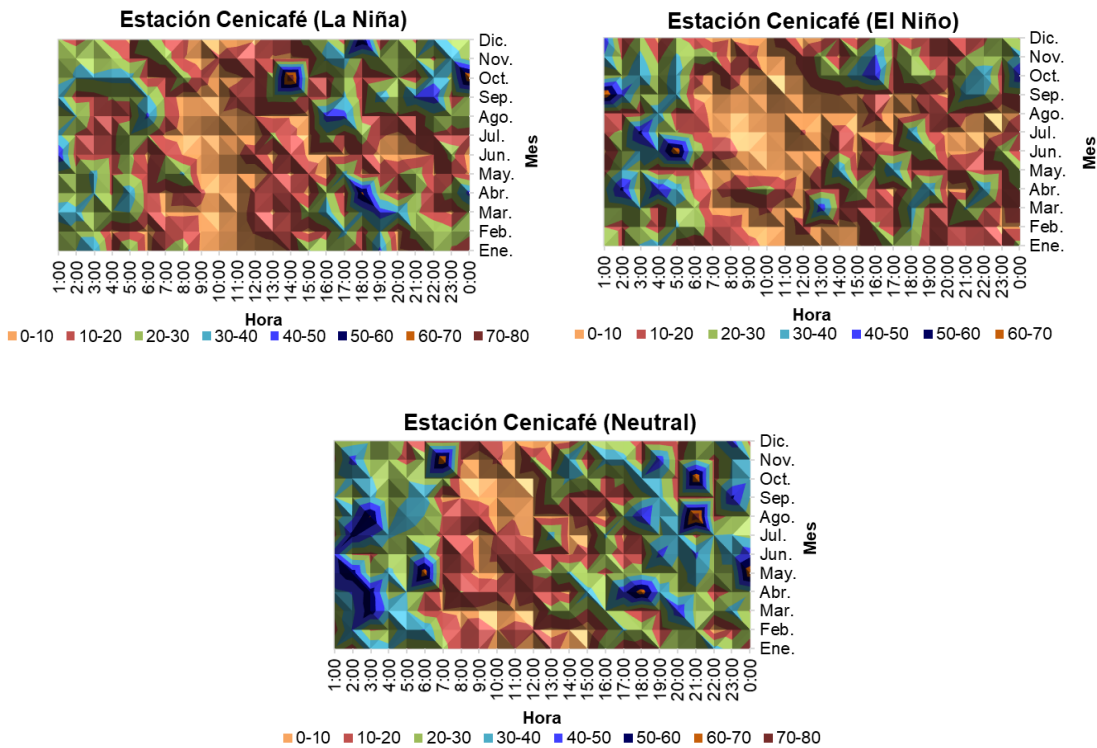 Estación Cenicafé (La Niña)
Dic.
Nov.
Oct.
Sep.
Ago.
Jul.
Jun.
May.
Abr.
Mar.
Feb.
Ene.
Mes
1:00 2:00 3:00 4:00 5:00 6:00 7:00 8:00 9:00 10:00 11:00 12:00 13:00 14:00 15:00 16:00 17:00 18:00 19:00 20:00 21:00 22:00 23:00 0:00
Hora
0-10 10-20 20-30 30-40 40-50 50-60 60-70 70-80
Estación Cenicafé (El Niño)
Dic.
Nov.
Oct.
Sep.
Ago.
Jul.
Jun.
May.
Abr.
Mar.
Feb.
Ene.
Mes
1:00 2:00 3:00 4:00 5:00 6:00 7:00 8:00 9:00 10:00 11:00 12:00 13:00 14:00 15:00 16:00 17:00 18:00 19:00 20:00 21:00 22:00 23:00 0:00
Hora
0-10 10-20 20-30 30-40 40-50 50-60 60-70
Estación Cenicafé (Neutral)
Dic.
Nov.
Oct.
Sep.
Ago.
Jul.
Jun.
May.
Abr.
Mar.
Feb.
Ene.
Mes
1:00 2:00 3:00 4:00 5:00 6:00 7:00 8:00 9:00 10:00 11:00 12:00 13:00 14:00 15:00 16:00 17:00 18:00 19:00 20:00 21:00 22:00 23:00 0:00
Hora
0-10 10-20 20-30 30-40 40-50 50-60 60-70 70-80